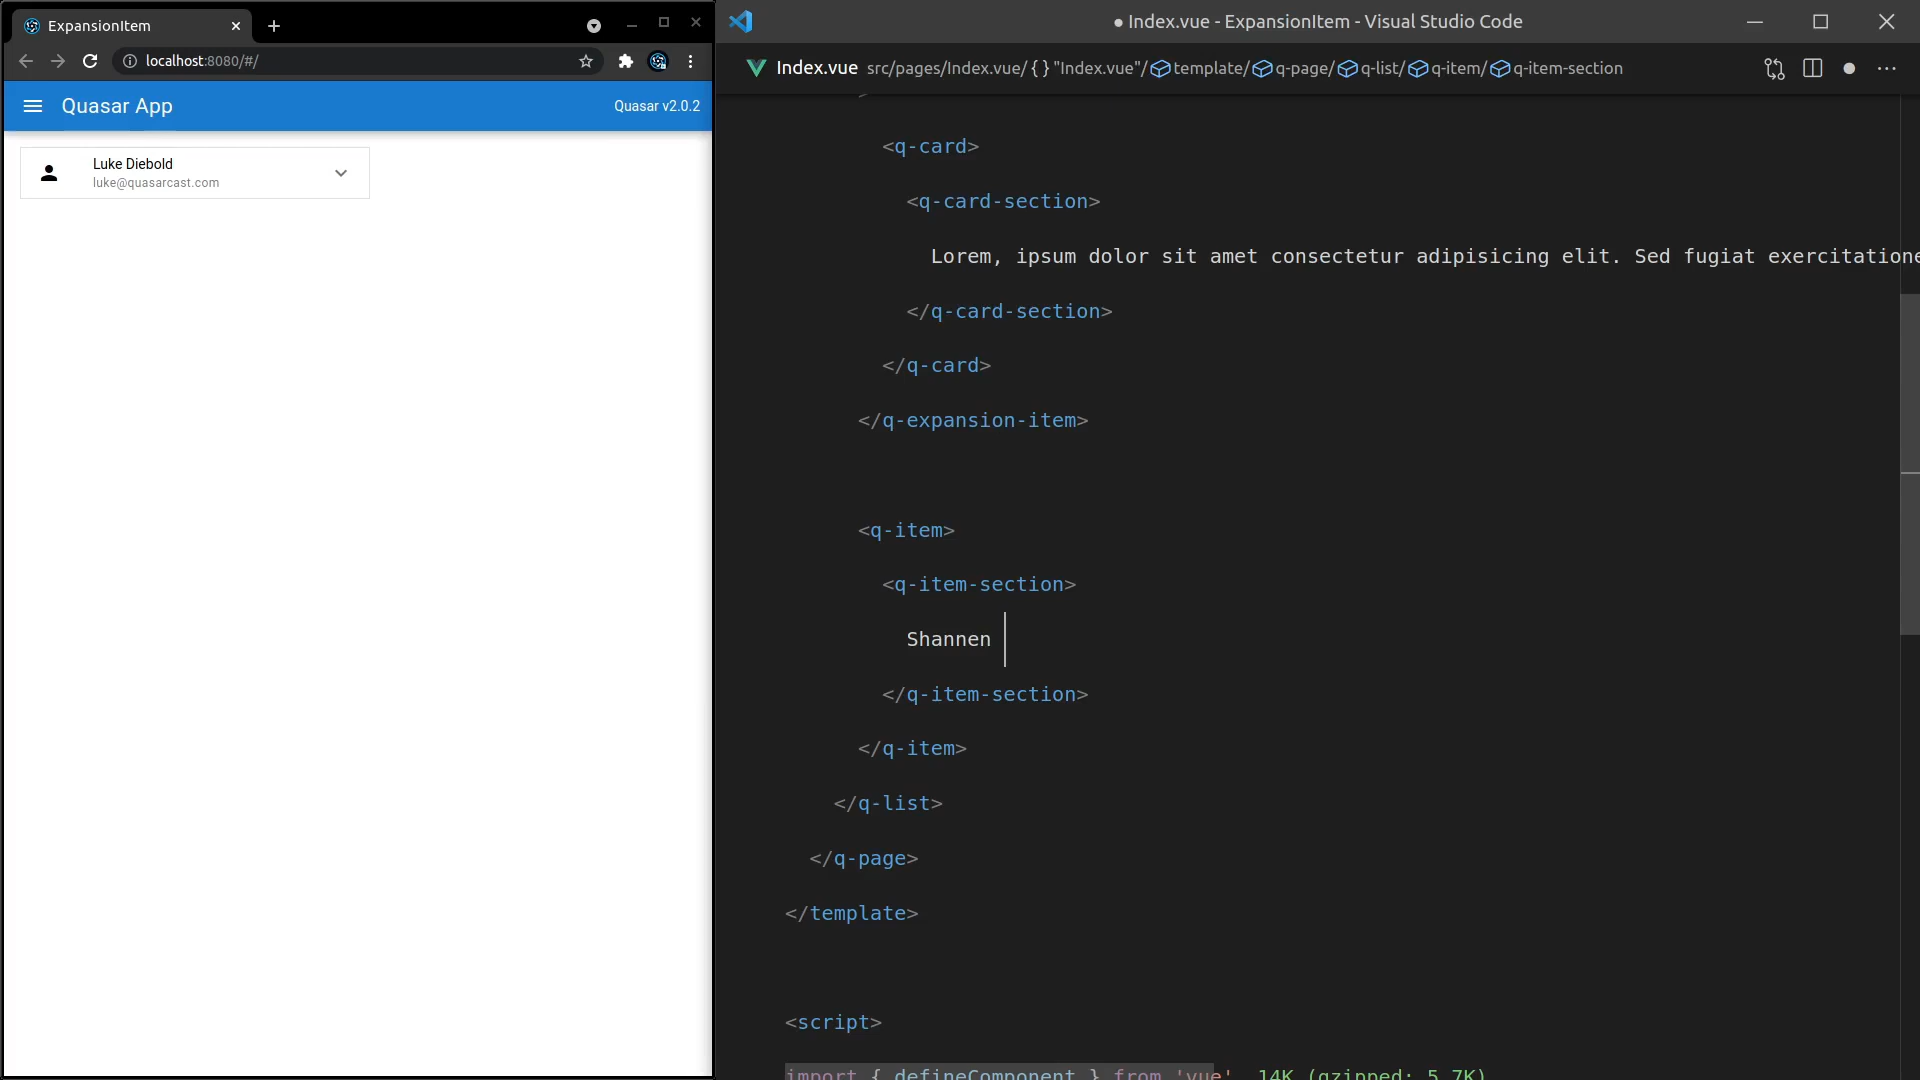 ExpansionItem
localhost:8080/#/
Quasar App
Quasar v2.0.2
Luke Diebold
luke@quasarcast.com
● Index.vue - ExpansionItem - Visual Studio Code
Index.vue src/pages/Index.vue/ {} "Index.vue"/ template/ q-page/ q-list/ q-item/ q-item-section
>
<q-card>
<q-card-section>
Lorem, ipsum dolor sit amet consectetur adipisicing elit. Sed fugiat exercitatione
</q-card-section>
</q-card>
</q-expansion-item>
<q-item>
<q-item-section>
Shannen
</q-item-section>
</q-item>
</q-list>
</q-page>
</template>
<script>
import { defineComponent } from 'vue' 14K (gzipped: 5.7K)